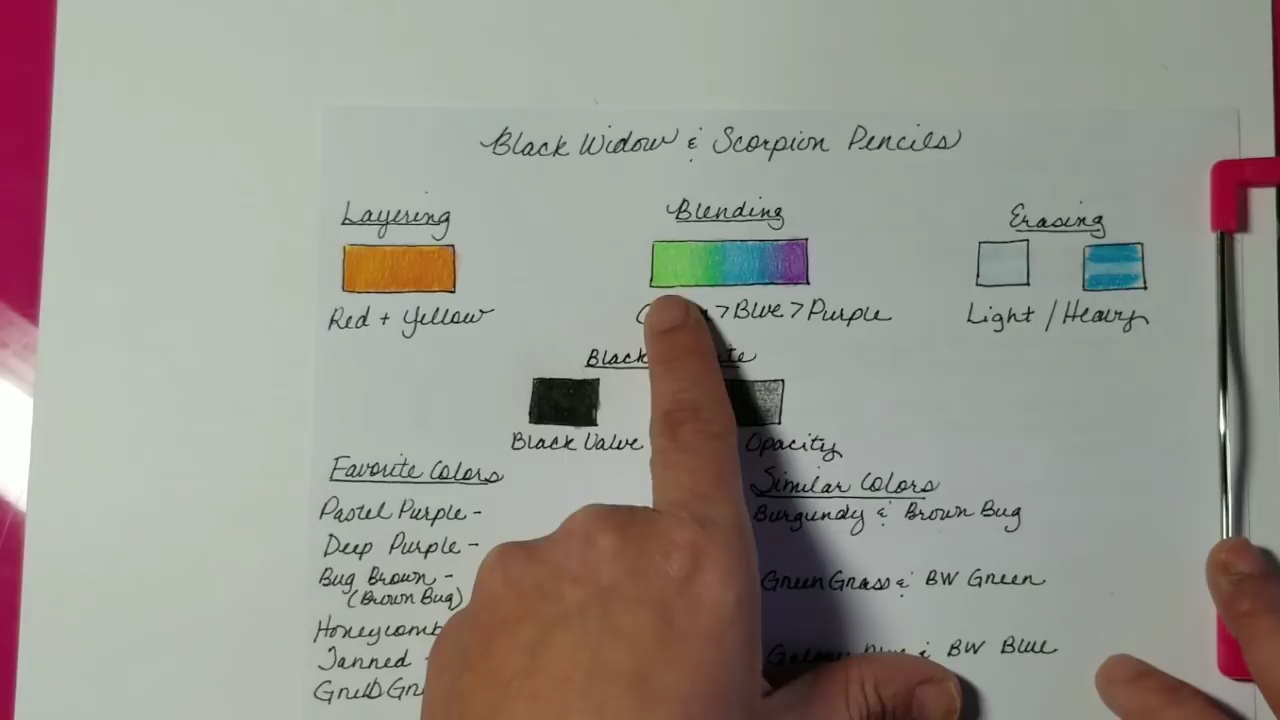 Black Widow & Scorpion Pencils
Layering
Blending
Erasing
Red + Yellow
> Blue > Purple
Light / Heavy
Black
Black Value
Opacity
Favorite Colors
Similar Colors
Pastel Purple -
Burgundy & Brown Bug
Deep Purple -
Bug Brown -
Green Grass & BW Green
(Brown Bug)
Honeycomb
Tanned
& BW Blue